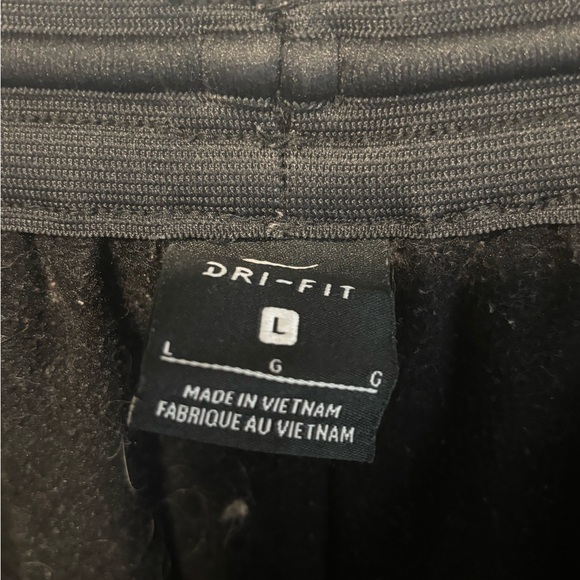 DRI-FIT
L
L G G
MADE IN VIETNAM
FABRIQUE AU VIETNAM